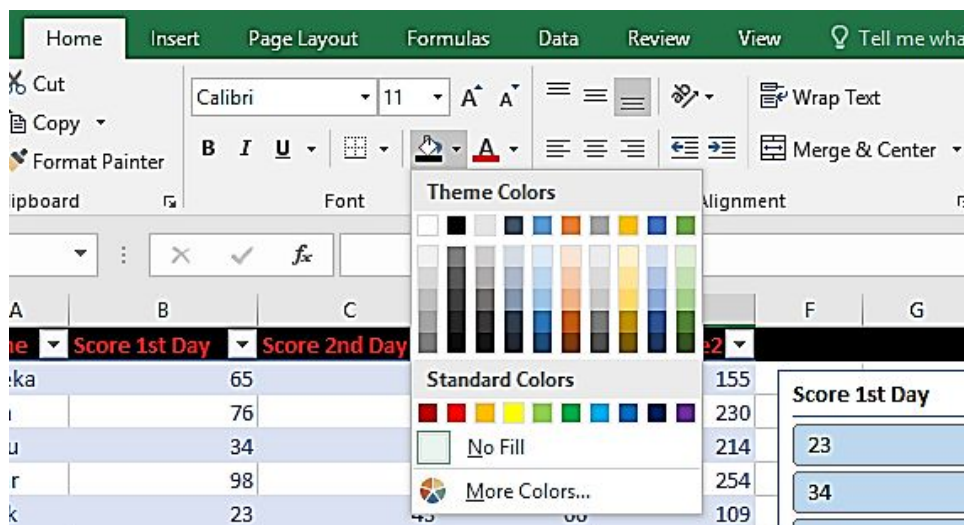 Home Insert Page Layout Formulas Data Review View Tell me wha
Cut
Copy
Format Painter
Calibri 11 A A
B I U A
Wrap Text
Merge & Center
ipboard Font Alignment
fx
Theme Colors
Standard Colors
No Fill
More Colors...
A B C F G
me Score 1st Day Score 2nd Day e2
ka 65 155
76 230
u 34 214
r 98 254
k 23 109
Score 1st Day
23
34